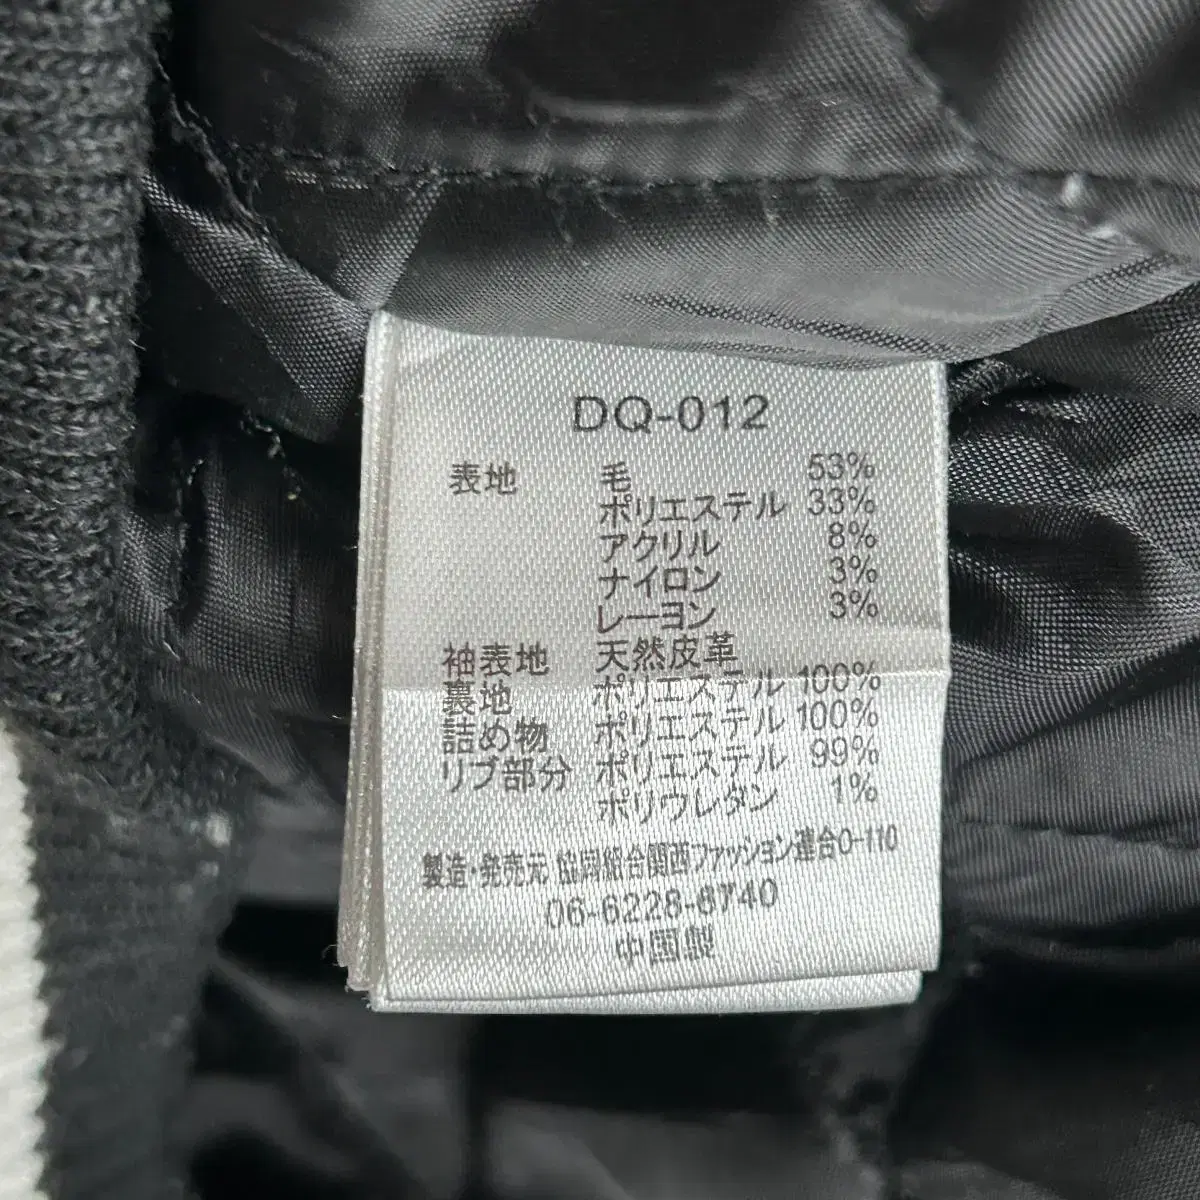 DQ-012
表地 毛 53%
ポリエステル 33%
アクリル 8%
ナイロン 3%
レーヨン 3%
袖表地 天然皮革
裏地 ポリエステル 100%
詰め物 ポリエステル 100%
リブ部分 ポリエステル 99%
ポリウレタン 1%
製造・発売元 協同組合関西ファッション連合0-110
06-6228-6740
中国製